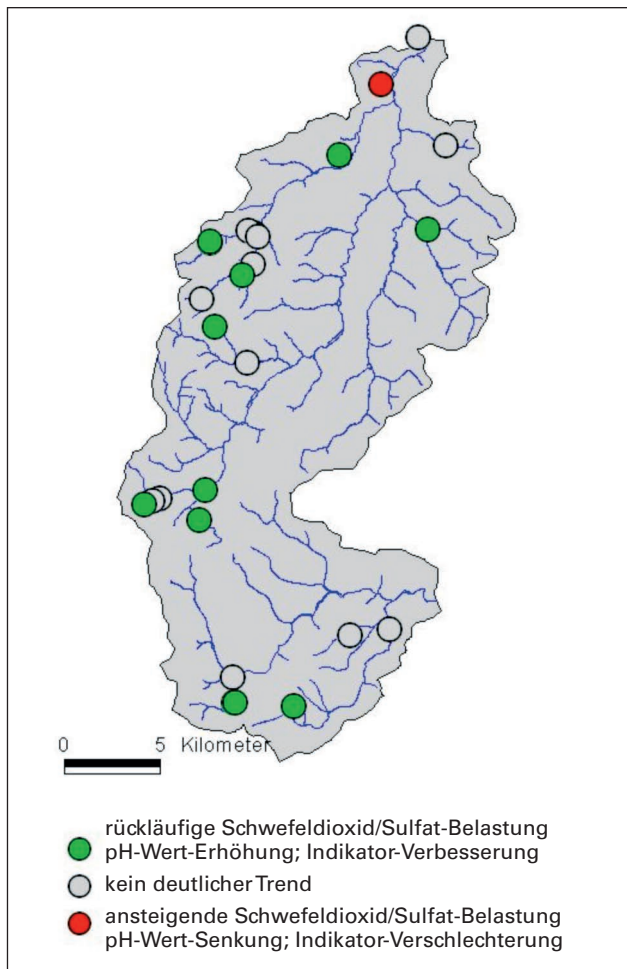 0 5 Kilometer
rückläufige Schwefeldioxid/Sulfat-Belastung
pH-Wert-Erhöhung; Indikator-Verbesserung
kein deutlicher Trend
ansteigende Schwefeldioxid/Sulfat-Belastung
pH-Wert-Senkung; Indikator-Verschlechterung